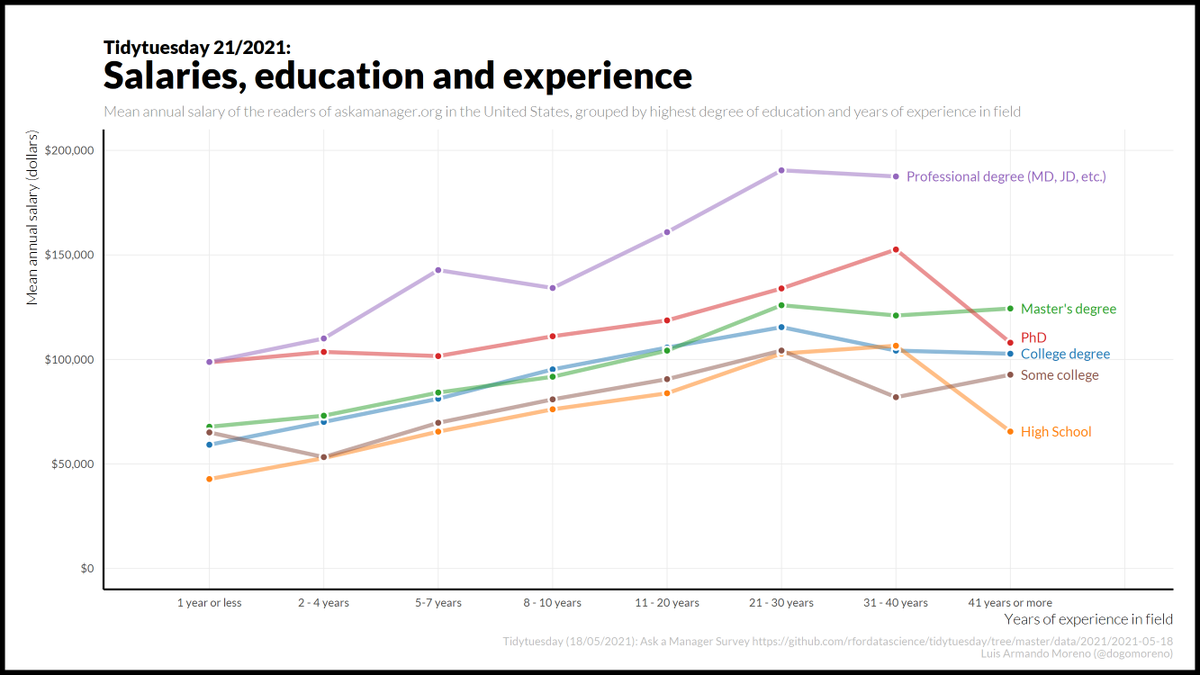 Tidytuesday 21/2021:
Salaries, education and experience
Mean annual salary of the readers of askamanager.org in the United States, grouped by highest degree of education and years of experience in field
Mean annual salary (dollars)
$200,000
$150,000
$100,000
$50,000
$0
Professional degree (MD, JD, etc.)
Master's degree
PhD
College degree
Some college
High School
1 year or less
2 - 4 years
5-7 years
8 - 10 years
11 - 20 years
21 - 30 years
31 - 40 years
41 years or more
Years of experience in field
Tidytuesday (18/05/2021): Ask a Manager Survey https://github.com/rfordatascience/tidytuesday/tree/master/data/2021/2021-05-18
Luis Armando Moreno (@dogomoreno)